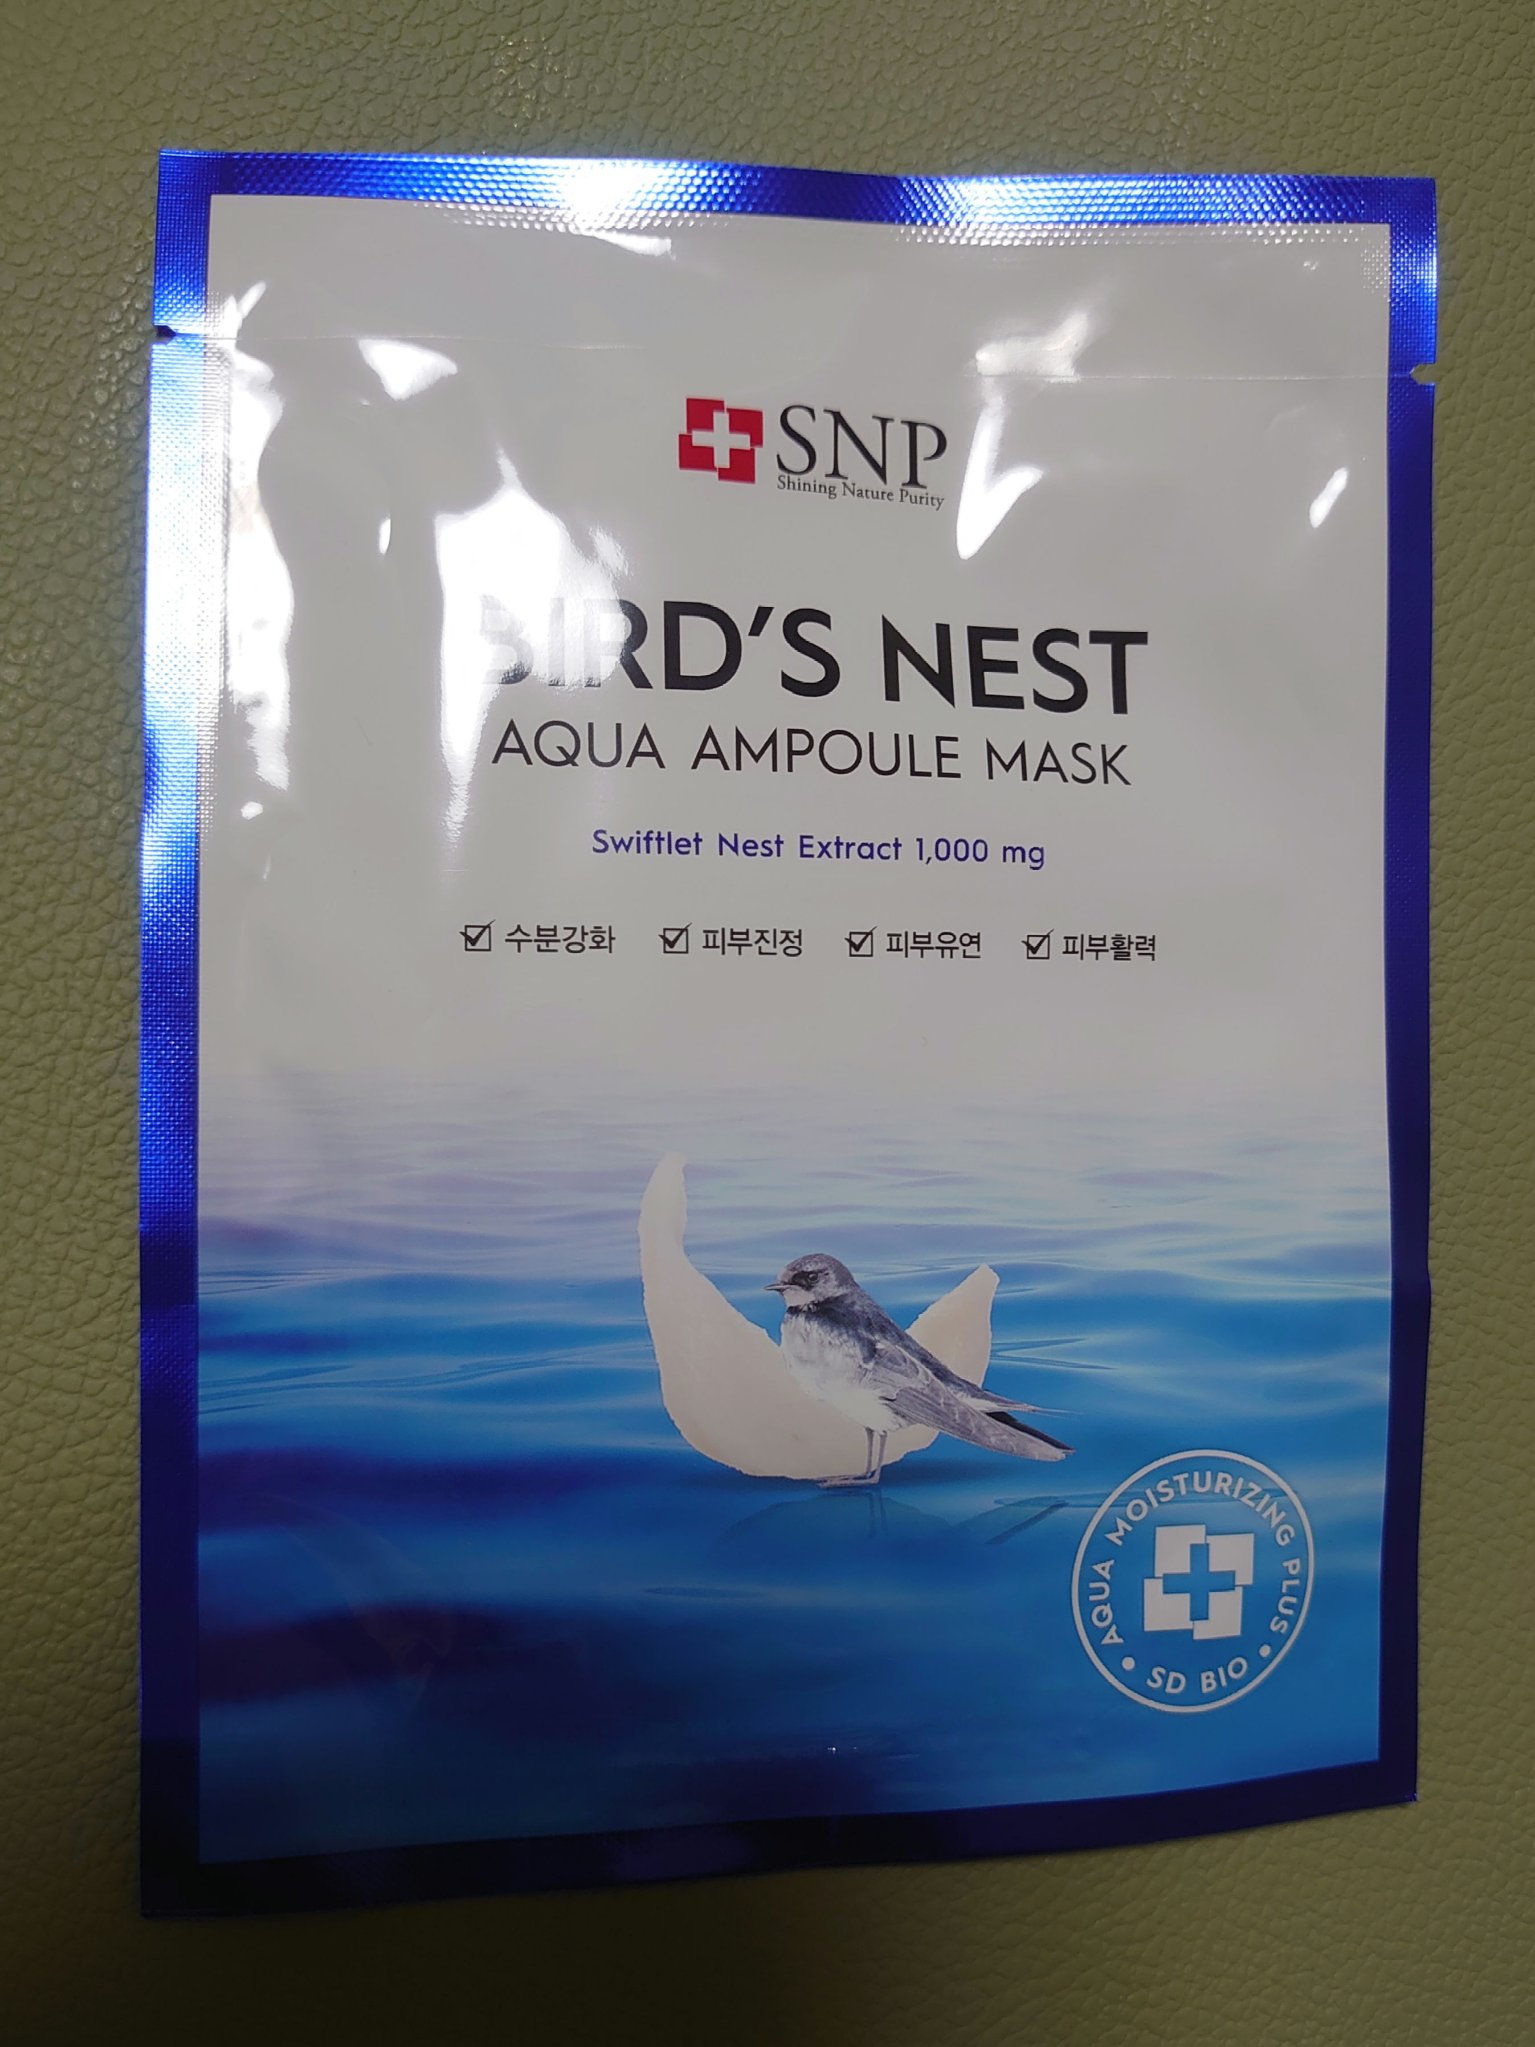 SNP
Shining Nature Purity
BIRD'S NEST
AQUA AMPOULE MASK
Swiftlet Nest Extract 1,000 mg
수분강화 피부진정 피부유연 피부활력
AQUA MOISTURIZING PLUS
SD BIO